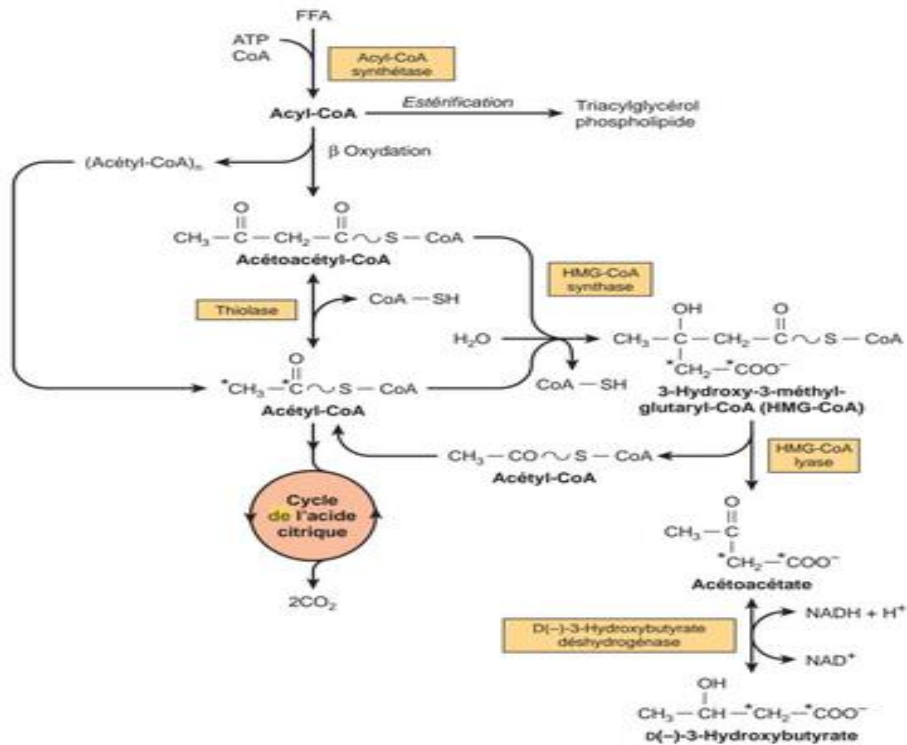 FFA
ATP
CoA
Acyl-CoA
synthétase
Acyl-CoA
Estérification
Triacylglycérol
phospholipide
(Acétyl-CoA)n
β Oxydation
O O
CH₃ — C — CH₂ — C ~ S — CoA
Acétoacétyl-CoA
HMG-CoA
synthase
Thiolase
CoA — SH
H₂O
OH O
CH₃ — C — CH₂ — C ~ S — CoA
*CH₂ — *COO⁻
3-Hydroxy-3-méthyl-
glutaryl-CoA (HMG-CoA)
O
*CH₃ — *C ~ S — CoA
Acétyl-CoA
CoA — SH
HMG-CoA
lyase
CH₃ — CO ~ S — CoA
Acétyl-CoA
Cycle
de l'acide
citrique
2CO₂
O
CH₃ — C
*CH₂ — *COO⁻
Acétoacétate
D(–)-3-Hydroxybutyrate
déshydrogénase
NADH + H⁺
NAD⁺
OH
CH₃ — CH — *CH₂ — *COO⁻
D(–)-3-Hydroxybutyrate